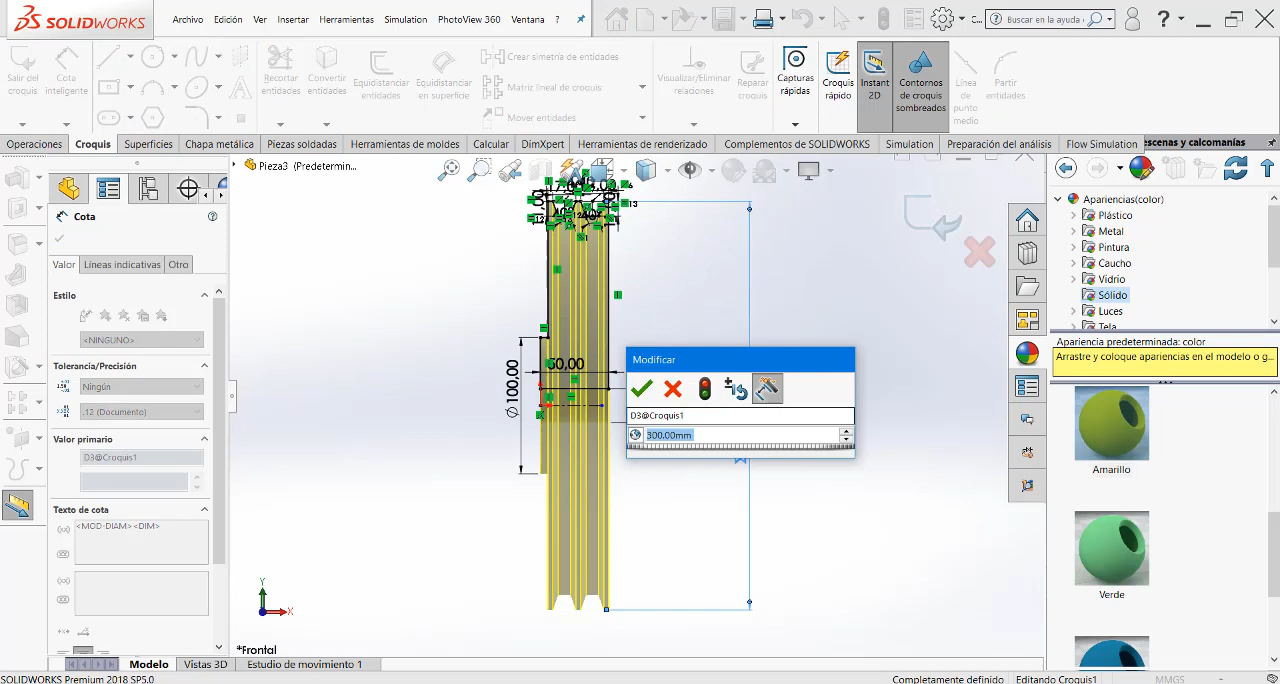 SOLIDWORKS
Archivo Edición Ver Insertar Herramientas Simulation PhotoView 360 Ventana ?
C...
Buscar en la ayuda
?
Salir del croquis
Cota inteligente
Recortar entidades
Convertir entidades
Equidistanciar entidades
Equidistanciar en superficie
Crear simetría de entidades
Matriz lineal de croquis
Mover entidades
Visualizar/Eliminar relaciones
Reparar croquis
Capturas rápidas
Croquis rápido
Instant 2D
Contornos de croquis sombreados
Línea de punto medio
Partir entidades
Operaciones Croquis Superficies Chapa metálica Piezas soldadas Herramientas de moldes Calcular DimXpert Herramientas de renderizado Complementos de SOLIDWORKS Simulation Preparación del análisis Flow Simulation
escenas y calcomanías
Pieza3 (Predetermin...
Cota
Valor Líneas indicativas Otro
Estilo
<NINGUNO>
Tolerancia/Precisión
Ningún
.12 (Documento)
Valor primario
D3@Croquis1
Texto de cota
<MOD-DIAM><DIM>
50,00
Ø100,00
Modificar
D3@Croquis1
300.00mm
Y
X
*Frontal
Apariencias(color)
Plástico
Metal
Pintura
Caucho
Vidrio
Sólido
Luces
Tela
Apariencia predeterminada: color
Arrastre y coloque apariencias en el modelo o g...
Amarillo
Verde
Modelo Vistas 3D Estudio de movimiento 1
SOLIDWORKS Premium 2018 SP5.0
Completamente definido Editando Croquis1 MMGS